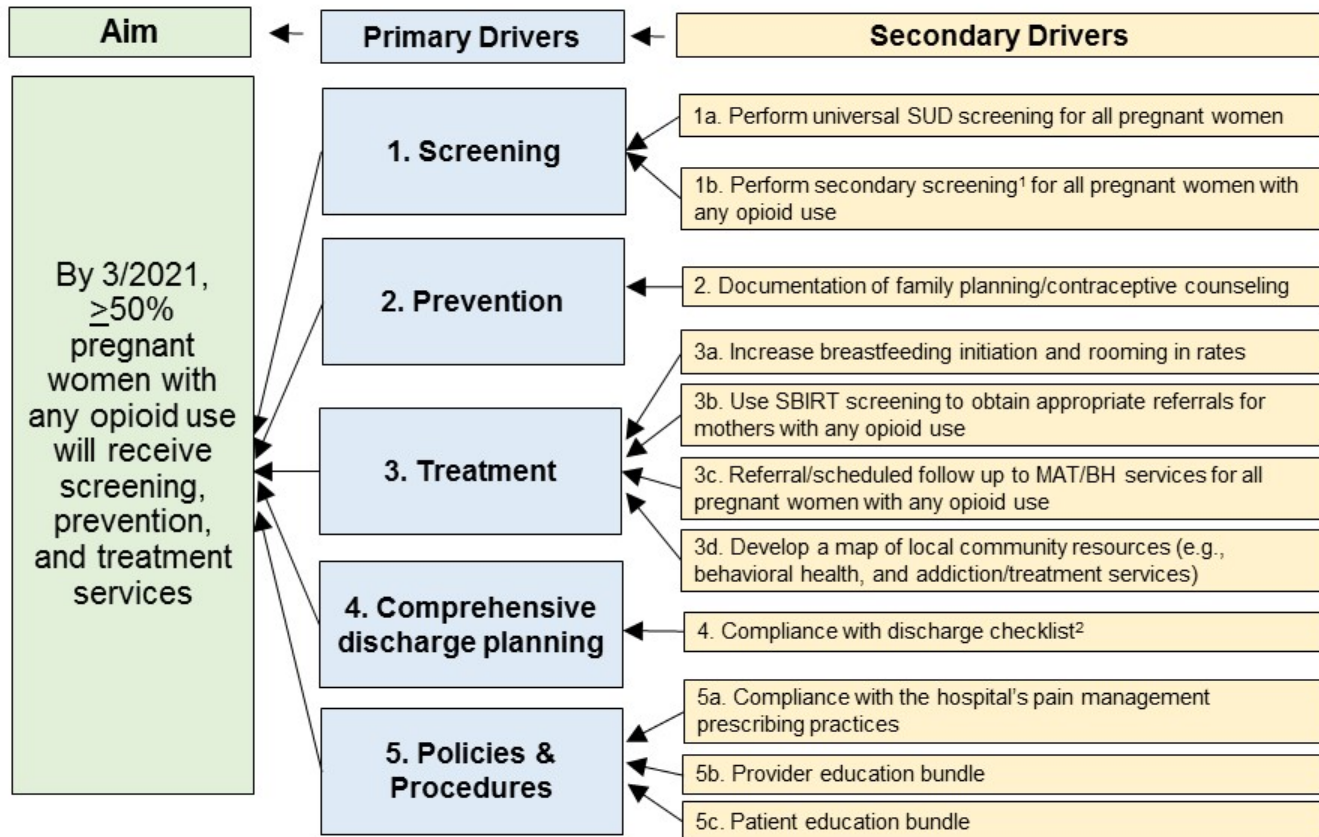 Aim
Primary Drivers
Secondary Drivers
By 3/2021,
≥50%
pregnant
women with
any opioid use
will receive
screening,
prevention,
and treatment
services
1. Screening
2. Prevention
3. Treatment
4. Comprehensive
discharge planning
5. Policies &
Procedures
1a. Perform universal SUD screening for all pregnant women
1b. Perform secondary screening¹ for all pregnant women with
any opioid use
2. Documentation of family planning/contraceptive counseling
3a. Increase breastfeeding initiation and rooming in rates
3b. Use SBIRT screening to obtain appropriate referrals for
mothers with any opioid use
3c. Referral/scheduled follow up to MAT/BH services for all
pregnant women with any opioid use
3d. Develop a map of local community resources (e.g.,
behavioral health, and addiction/treatment services)
4. Compliance with discharge checklist²
5a. Compliance with the hospital's pain management
prescribing practices
5b. Provider education bundle
5c. Patient education bundle